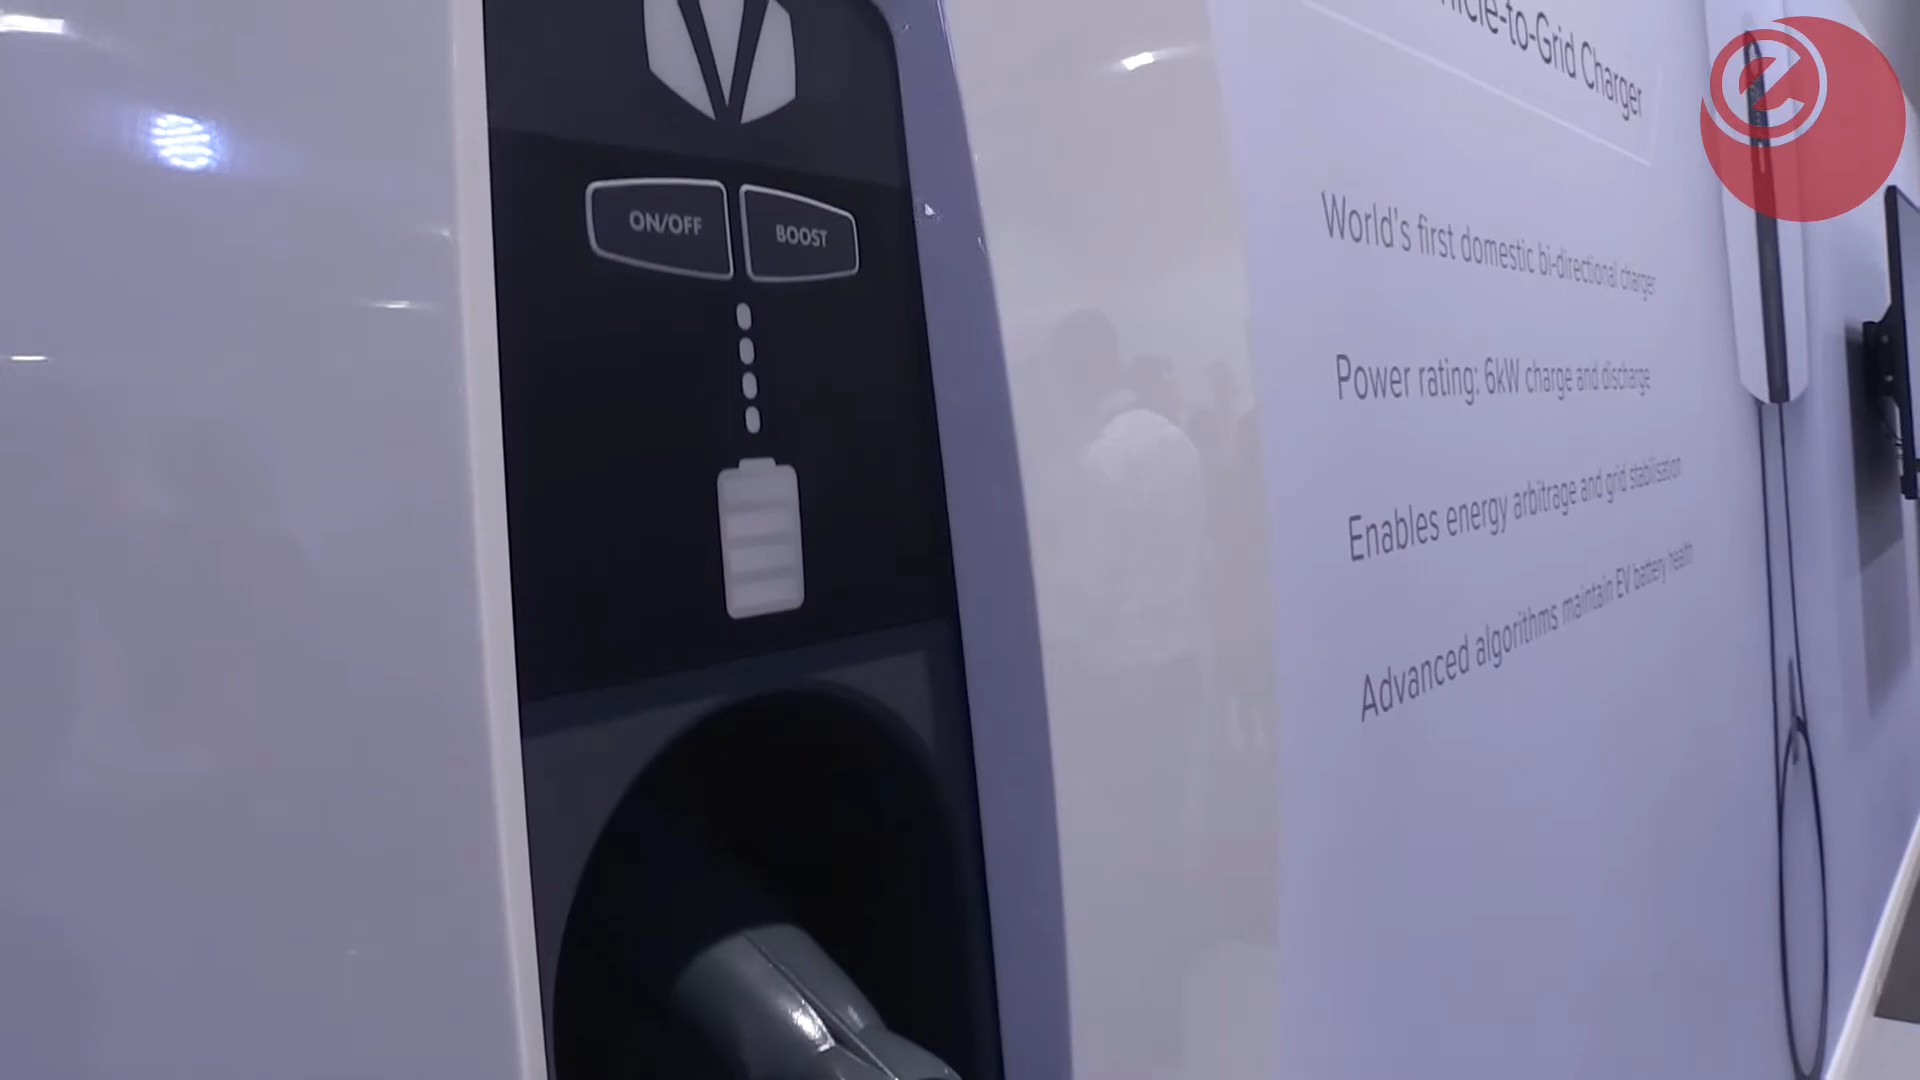 to-Grid Charger
ON/OFF
BOOST
World's first domestic bi-directional charger
Power rating: 6kW charge and discharge
Enables energy arbitrage and grid stabilisation
Advanced algorithms maintain EV battery health